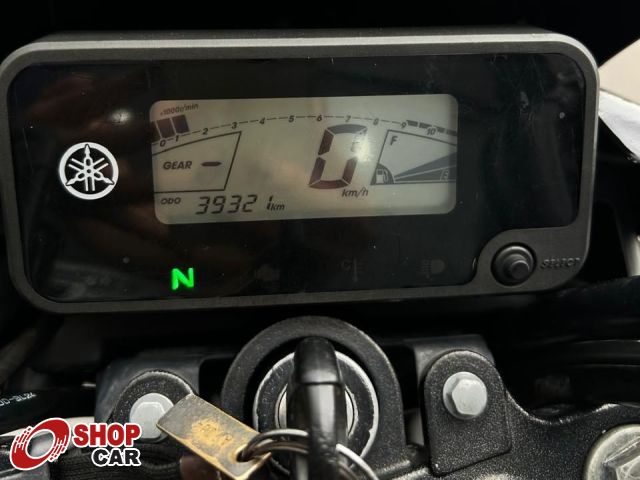 x1000r/min
0 1 2 3 4 5 6 7 8 9 10
GEAR -
0
F
km/h
ODO 39321 km
N
SELECT
SHOP
CAR